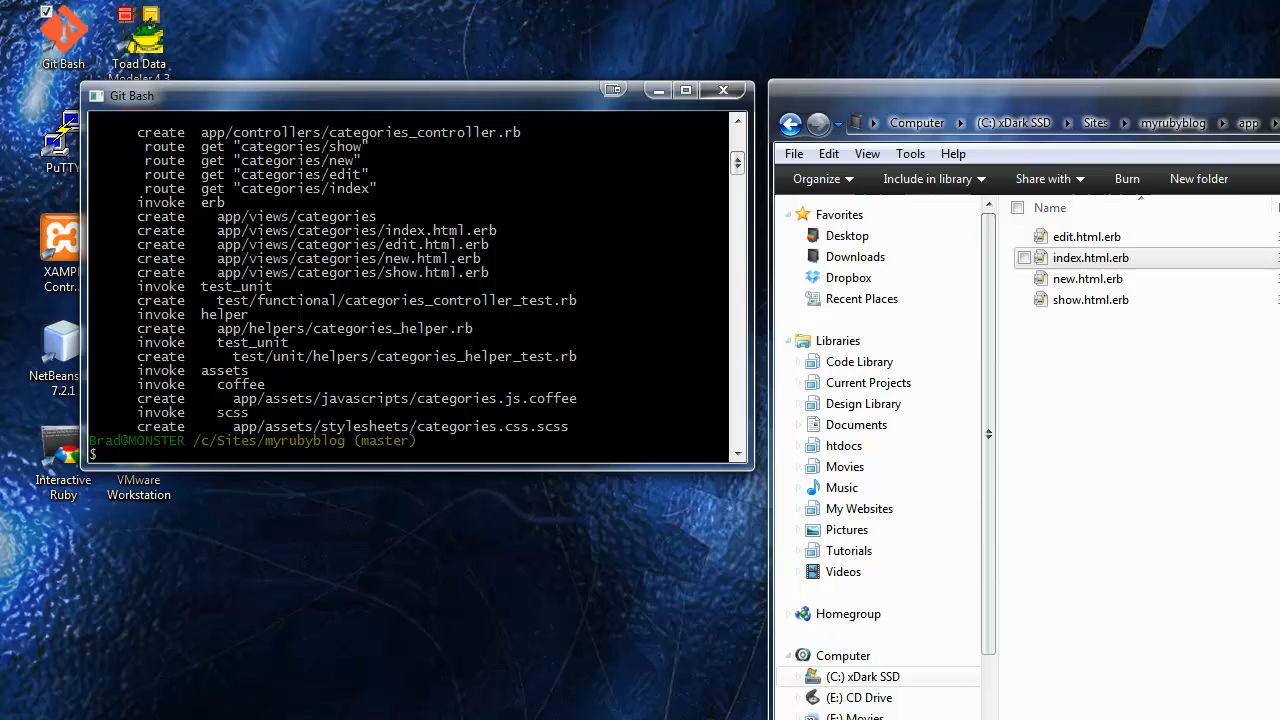 Git Bash
Toad Data
Modeler 4.3
PuTTY
XAMPP
Contr...
NetBeans
7.2.1
Interactive
Ruby
VMware
Workstation
Git Bash
create app/controllers/categories_controller.rb
route get "categories/show"
route get "categories/new"
route get "categories/edit"
route get "categories/index"
invoke erb
create app/views/categories
create app/views/categories/index.html.erb
create app/views/categories/edit.html.erb
create app/views/categories/new.html.erb
create app/views/categories/show.html.erb
invoke test_unit
create test/functional/categories_controller_test.rb
invoke helper
create app/helpers/categories_helper.rb
invoke test_unit
create test/unit/helpers/categories_helper_test.rb
invoke assets
invoke coffee
create app/assets/javascripts/categories.js.coffee
invoke scss
create app/assets/stylesheets/categories.css.scss
Brad@MONSTER /c/Sites/myrubyblog (master)
$
Computer (C:) xDark SSD Sites myrubyblog app
File Edit View Tools Help
Organize Include in library Share with Burn New folder
Favorites
Desktop
Downloads
Dropbox
Recent Places
Libraries
Code Library
Current Projects
Design Library
Documents
htdocs
Movies
Music
My Websites
Pictures
Tutorials
Videos
Homegroup
Computer
(C:) xDark SSD
(E:) CD Drive
(F:) Movies
Name
edit.html.erb
index.html.erb
new.html.erb
show.html.erb